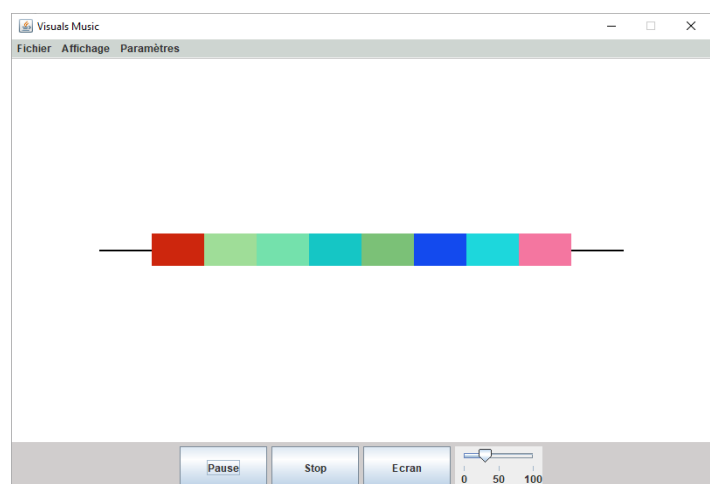 Visuals Music
Fichier Affichage Paramètres
Pause Stop Ecran
0 50 100